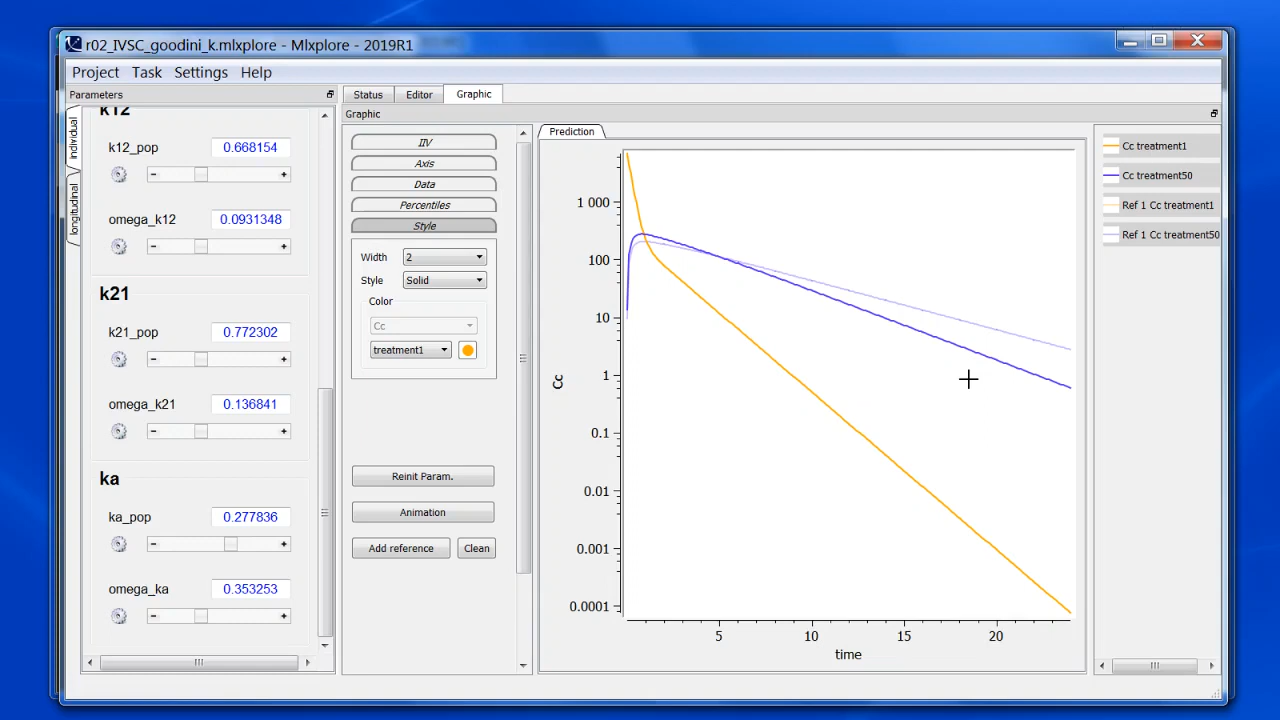 r02_IVSC_goodini_k.mlxplore - Mlxplore - 2019R1
Project Task Settings Help
Parameters
individual
longitudinal
k12
k12_pop 0.668154
- +
omega_k12 0.0931348
- +
k21
k21_pop 0.772302
- +
omega_k21 0.136841
- +
ka
ka_pop 0.277836
- +
omega_ka 0.353253
- +
Status Editor Graphic
Graphic
IIV
Axis
Data
Percentiles
Style
Width 2
Style Solid
Color
Cc
treatment1
Reinit Param.
Animation
Add reference Clean
Prediction
1 000
100
10
1
0.1
0.01
0.001
0.0001
Cc
5 10 15 20
time
Cc treatment1
Cc treatment50
Ref 1 Cc treatment1
Ref 1 Cc treatment50